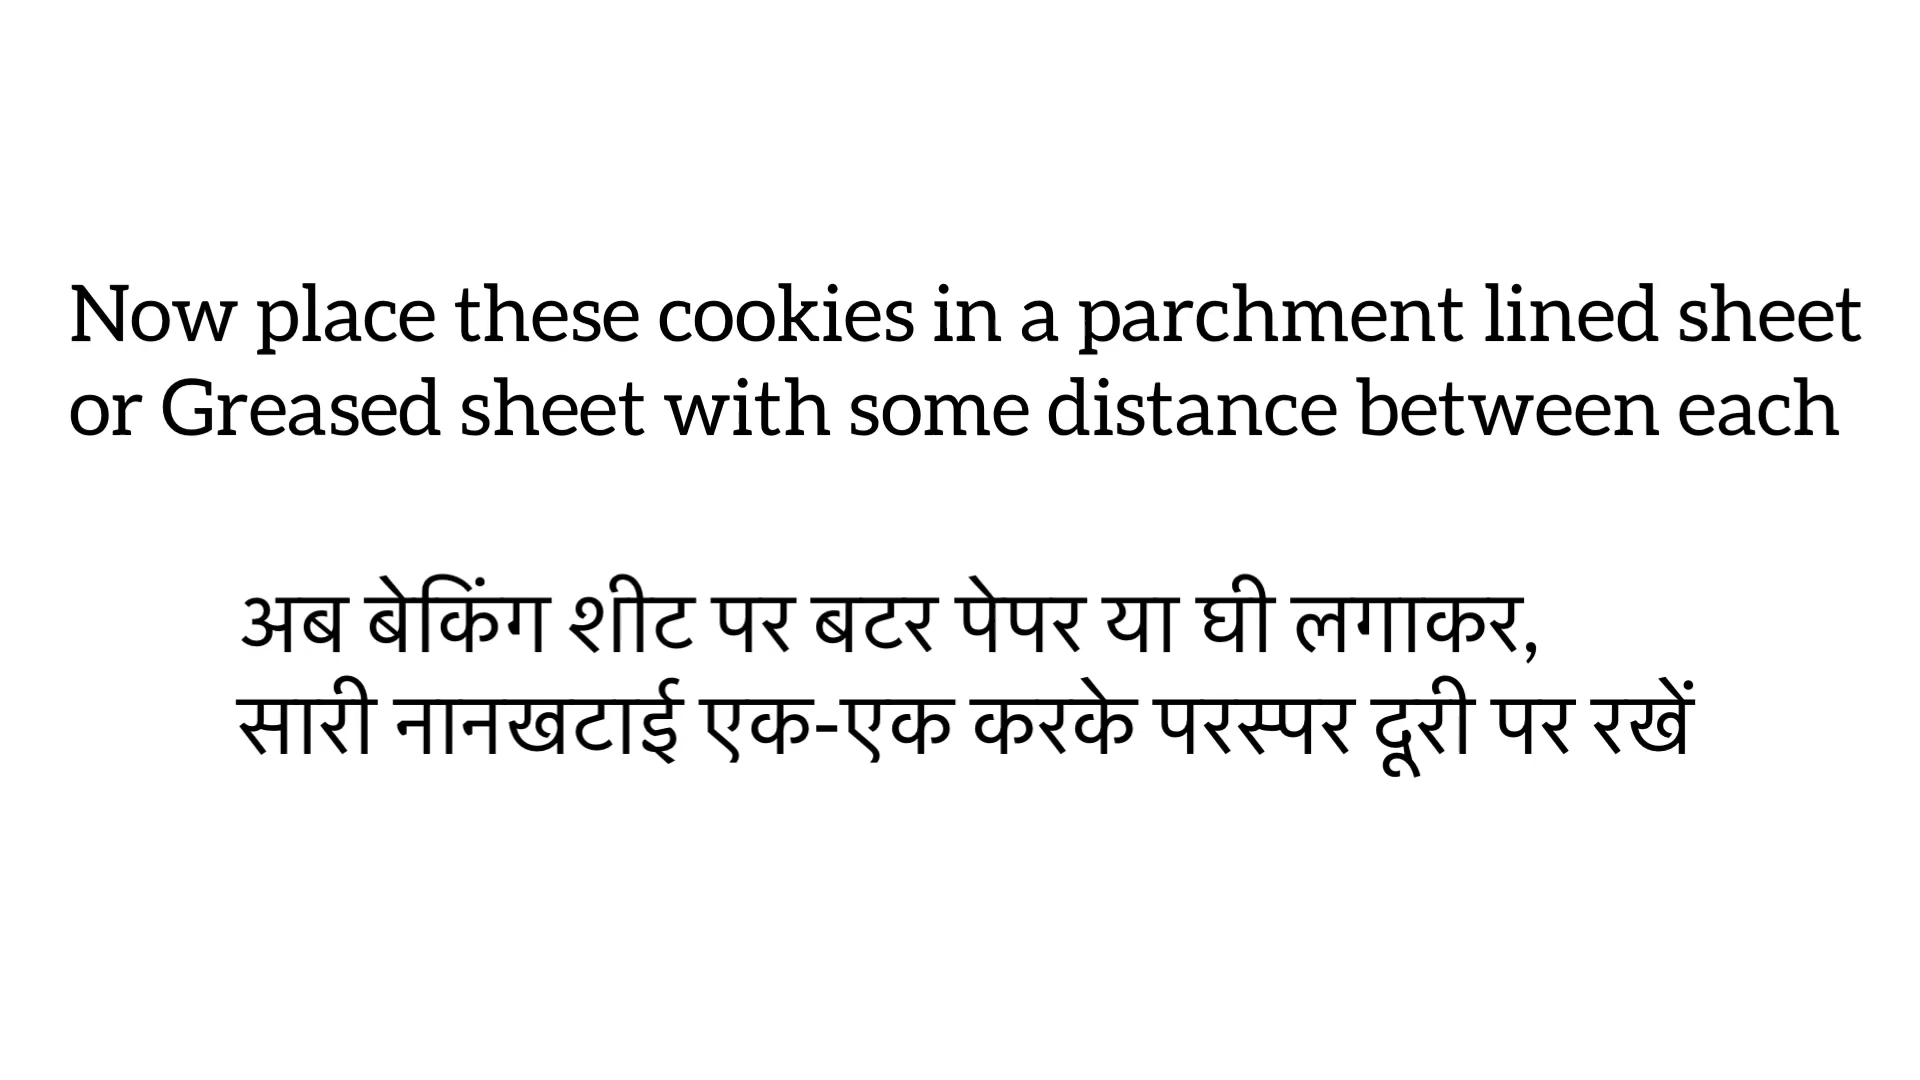 Now place these cookies in a parchment lined sheet
or Greased sheet with some distance between each
अब बेकिंग शीट पर बटर पेपर या घी लगाकर,
सारी नानखटाई एक-एक करके परस्पर दूरी पर रखें